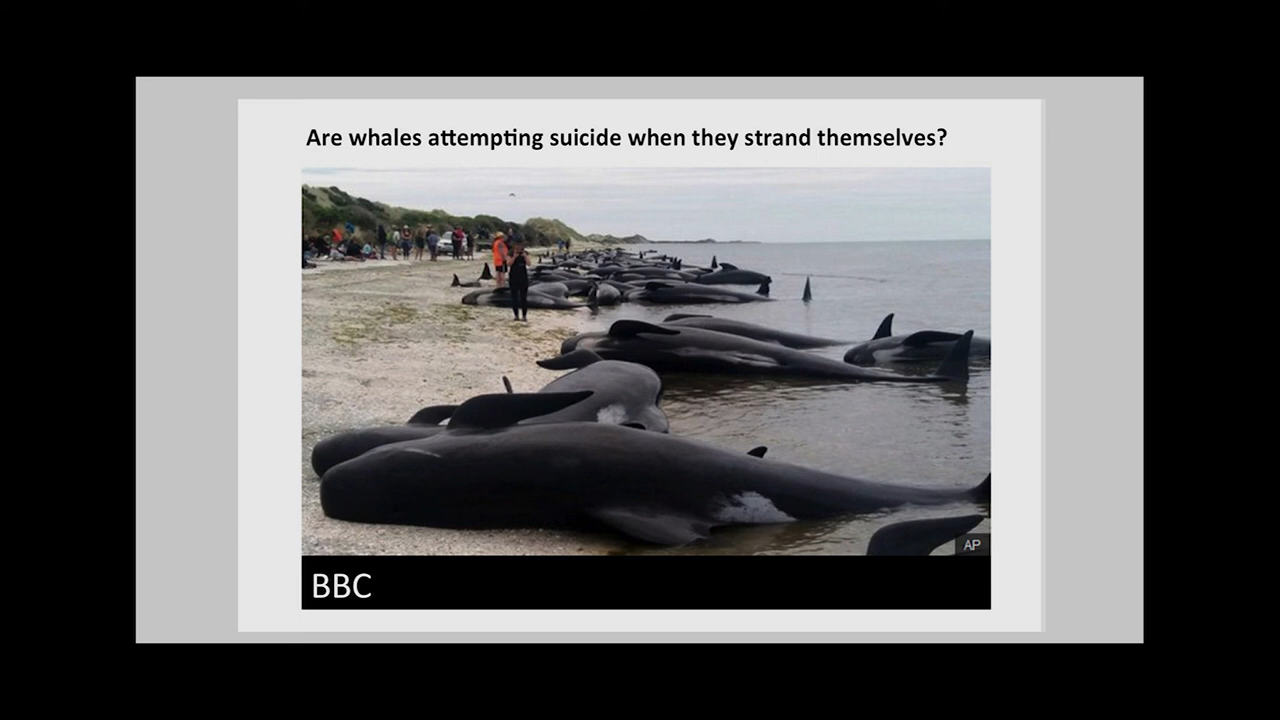 Are whales attempting suicide when they strand themselves?
AP
BBC